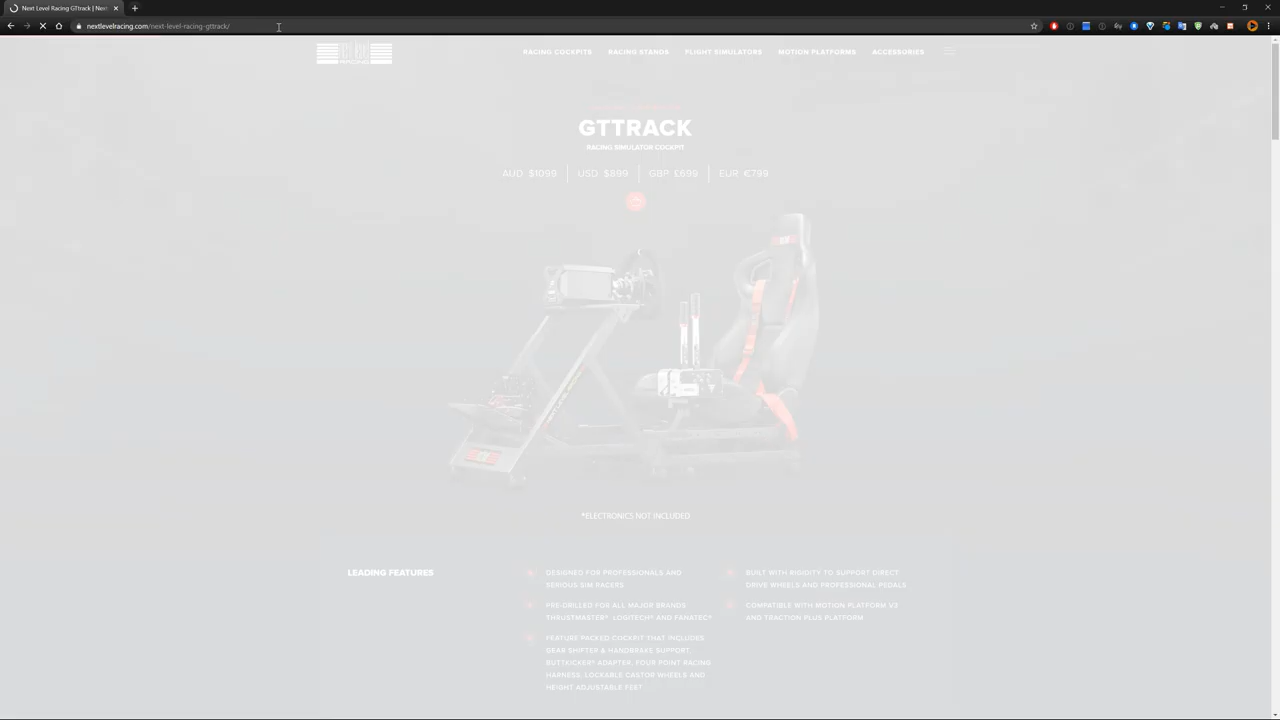 Next Level Racing GTtrack | Next
nextlevelracing.com/next-level-racing-gttrack/
RACING COCKPITS
RACING STANDS
FLIGHT SIMULATORS
MOTION PLATFORMS
ACCESSORIES
RACING
GTTRACK
RACING SIMULATOR COCKPIT
AUD $1099
USD $899
GBP £699
EUR €799
*ELECTRONICS NOT INCLUDED
LEADING FEATURES
DESIGNED FOR PROFESSIONALS AND
SERIOUS SIM RACERS
PRE-DRILLED FOR ALL MAJOR BRANDS
THRUSTMASTER® LOGITECH® AND FANATEC®
FEATURE PACKED COCKPIT THAT INCLUDES
GEAR SHIFTER & HANDBRAKE SUPPORT,
BUTTKICKER® ADAPTER, FOUR POINT RACING
HARNESS, LOCKABLE CASTOR WHEELS AND
HEIGHT ADJUSTABLE FEET
BUILT WITH RIGIDITY TO SUPPORT DIRECT
DRIVE WHEELS AND PROFESSIONAL PEDALS
COMPATIBLE WITH MOTION PLATFORM V3
AND TRACTION PLUS PLATFORM